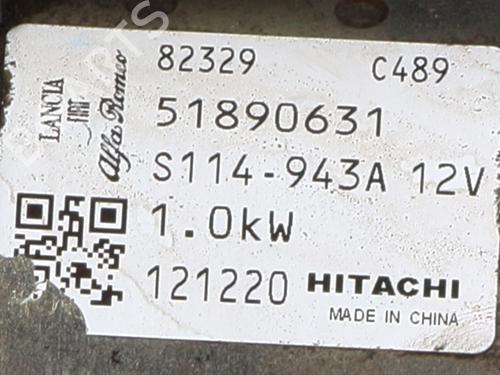 82329 C489
LANCIA
FIAT
Alfa Romeo
51890631
S114-943A 12V
1.0kW
121220 HITACHI
MADE IN CHINA